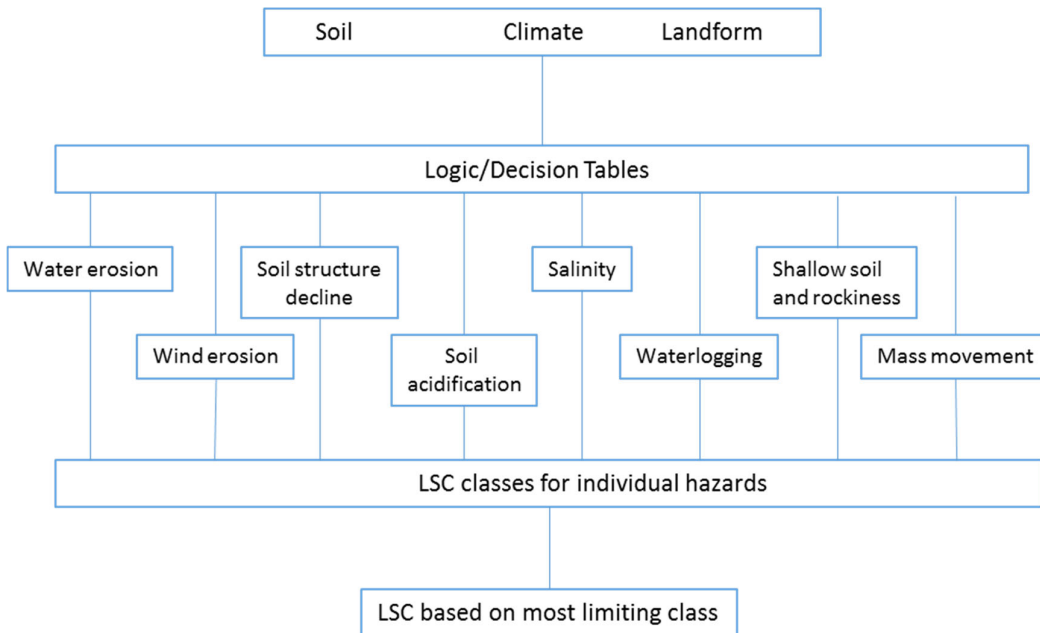 Soil Climate Landform
Logic/Decision Tables
Water erosion
Soil structure
decline
Salinity
Shallow soil
and rockiness
Wind erosion
Soil
acidification
Waterlogging
Mass movement
LSC classes for individual hazards
LSC based on most limiting class